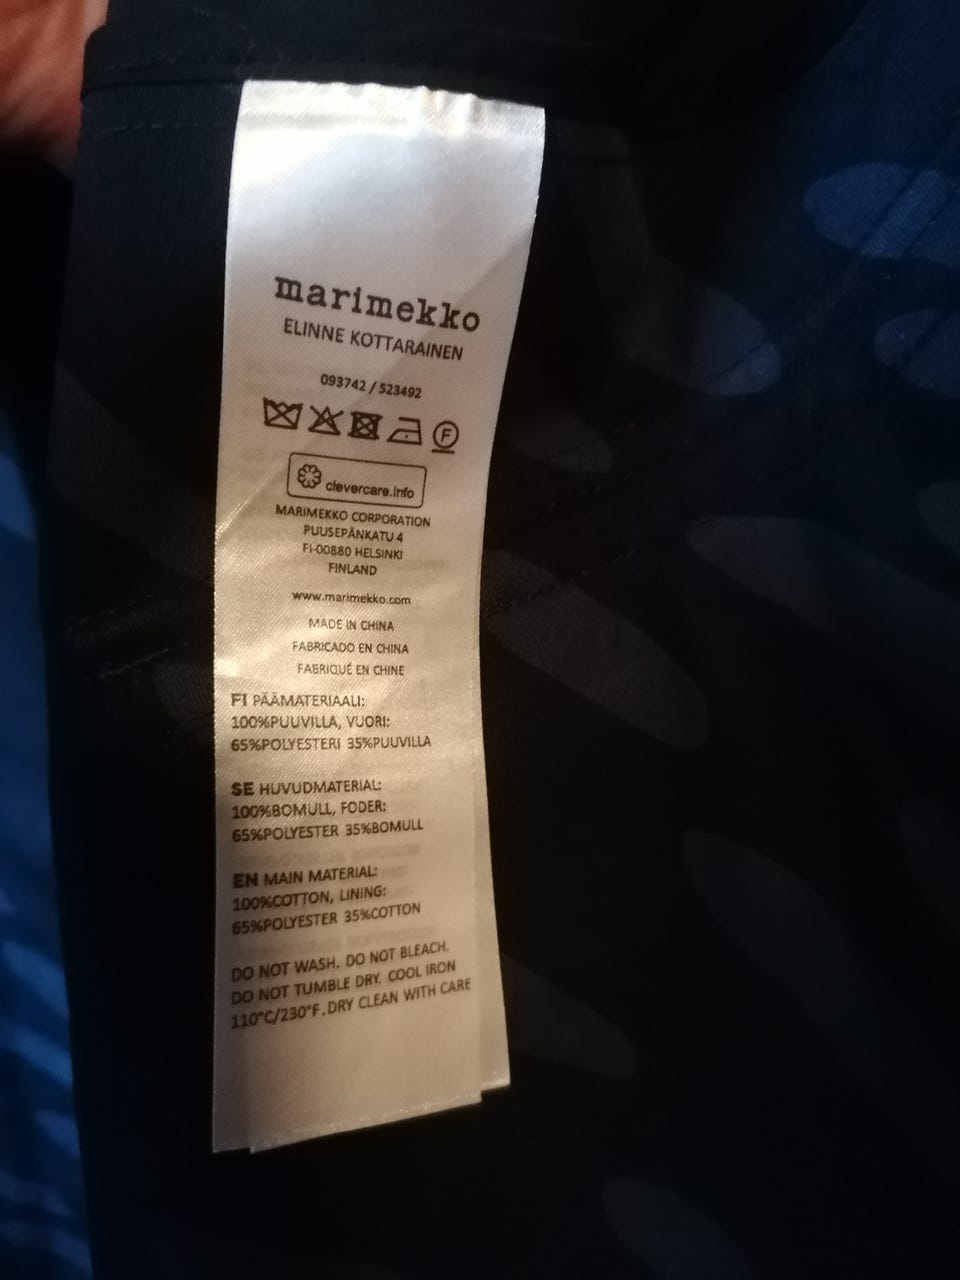 marimekko
ELINNE KOTTARAINEN
093742 / 523492
F
clevercare.info
MARIMEKKO CORPORATION
PUUSEPÄNKATU 4
FI-00880 HELSINKI
FINLAND
www.marimekko.com
MADE IN CHINA
FABRICADO EN CHINA
FABRIQUÉ EN CHINE
FI PÄÄMATERIAALI:
100%PUUVILLA, VUORI:
65%POLYESTERI 35%PUUVILLA
SE HUVUDMATERIAL:
100%BOMULL, FODER:
65%POLYESTER 35%BOMULL
EN MAIN MATERIAL:
100%COTTON, LINING:
65%POLYESTER 35%COTTON
DO NOT WASH. DO NOT BLEACH.
DO NOT TUMBLE DRY. COOL IRON
110°C/230°F. DRY CLEAN WITH CARE